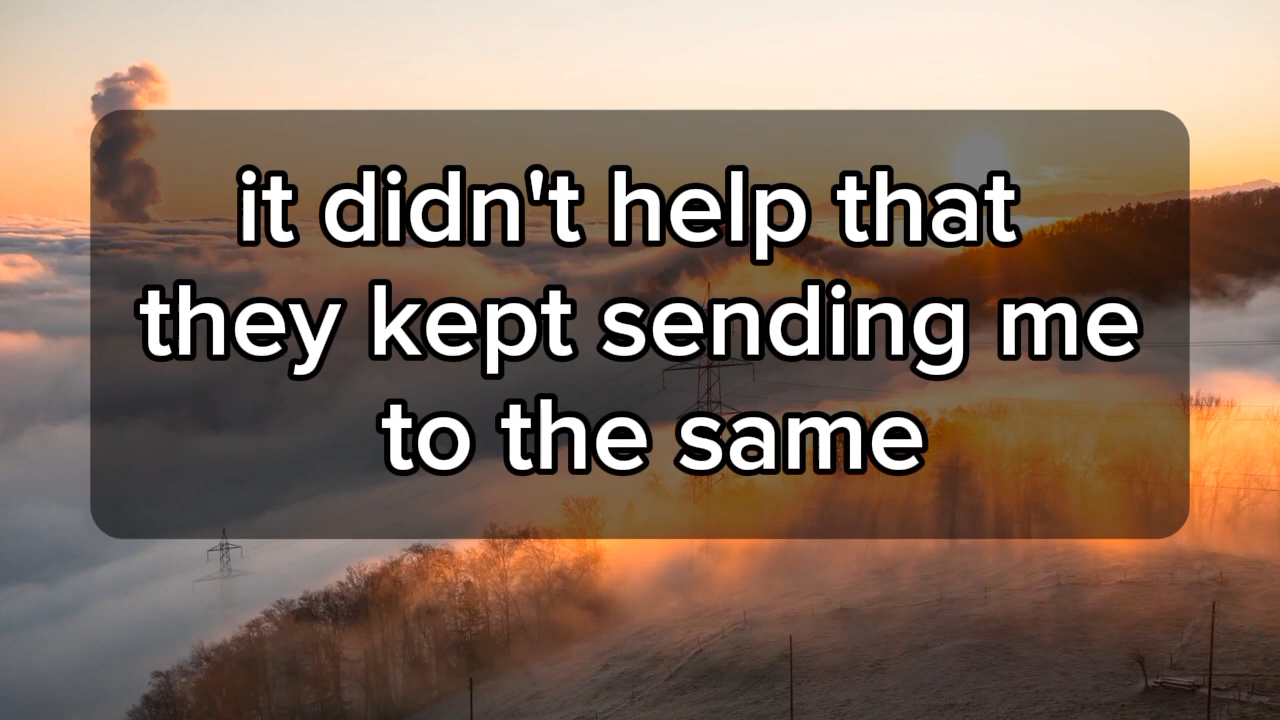 it didn't help that
they kept sending me
to the same